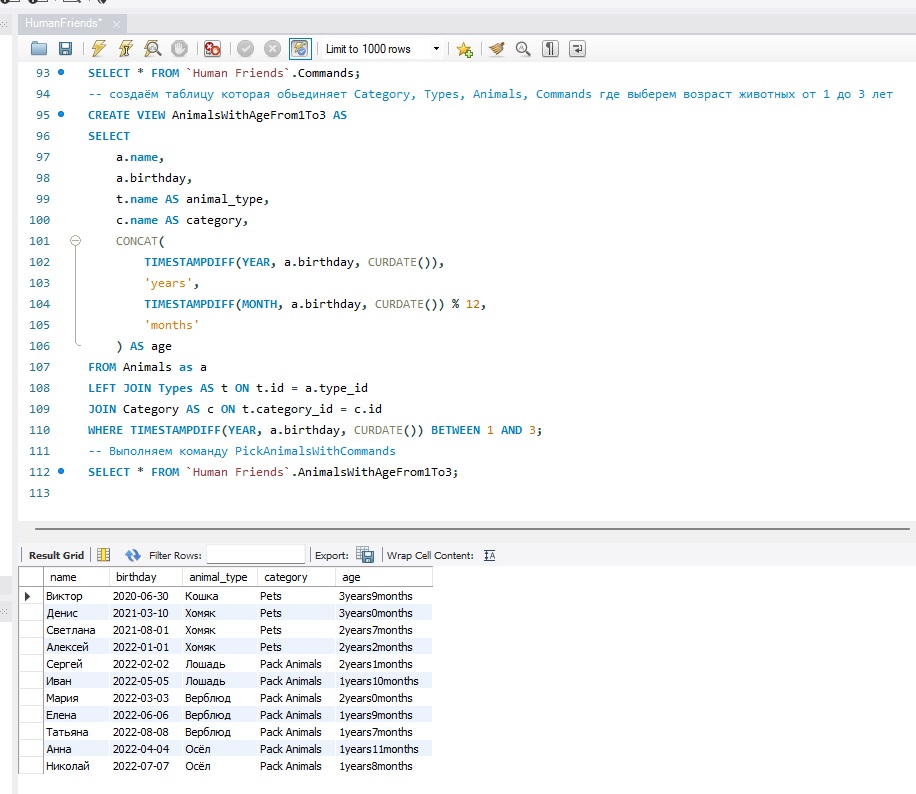 HumanFriends*
Limit to 1000 rows
93 SELECT * FROM `Human Friends`.Commands;
94 -- создаём таблицу которая обьединяет Category, Types, Animals, Commands где выберем возраст животных от 1 до 3 лет
95 CREATE VIEW AnimalsWithAgeFrom1To3 AS
96 SELECT
97 a.name,
98 a.birthday,
99 t.name AS animal_type,
100 c.name AS category,
101 CONCAT(
102 TIMESTAMPDIFF(YEAR, a.birthday, CURDATE()),
103 'years',
104 TIMESTAMPDIFF(MONTH, a.birthday, CURDATE()) % 12,
105 'months'
106 ) AS age
107 FROM Animals as a
108 LEFT JOIN Types AS t ON t.id = a.type_id
109 JOIN Category AS c ON t.category_id = c.id
110 WHERE TIMESTAMPDIFF(YEAR, a.birthday, CURDATE()) BETWEEN 1 AND 3;
111 -- Выполняем команду PickAnimalsWithCommands
112 SELECT * FROM `Human Friends`.AnimalsWithAgeFrom1To3;
113
Result Grid Filter Rows: Export: Wrap Cell Content:
name birthday animal_type category age
Виктор 2020-06-30 Кошка Pets 3years9months
Денис 2021-03-10 Хомяк Pets 3years0months
Светлана 2021-08-01 Хомяк Pets 2years7months
Алексей 2022-01-01 Хомяк Pets 2years2months
Сергей 2022-02-02 Лошадь Pack Animals 2years1months
Иван 2022-05-05 Лошадь Pack Animals 1years10months
Мария 2022-03-03 Верблюд Pack Animals 2years0months
Елена 2022-06-06 Верблюд Pack Animals 1years9months
Татьяна 2022-08-08 Верблюд Pack Animals 1years7months
Анна 2022-04-04 Осёл Pack Animals 1years11months
Николай 2022-07-07 Осёл Pack Animals 1years8months